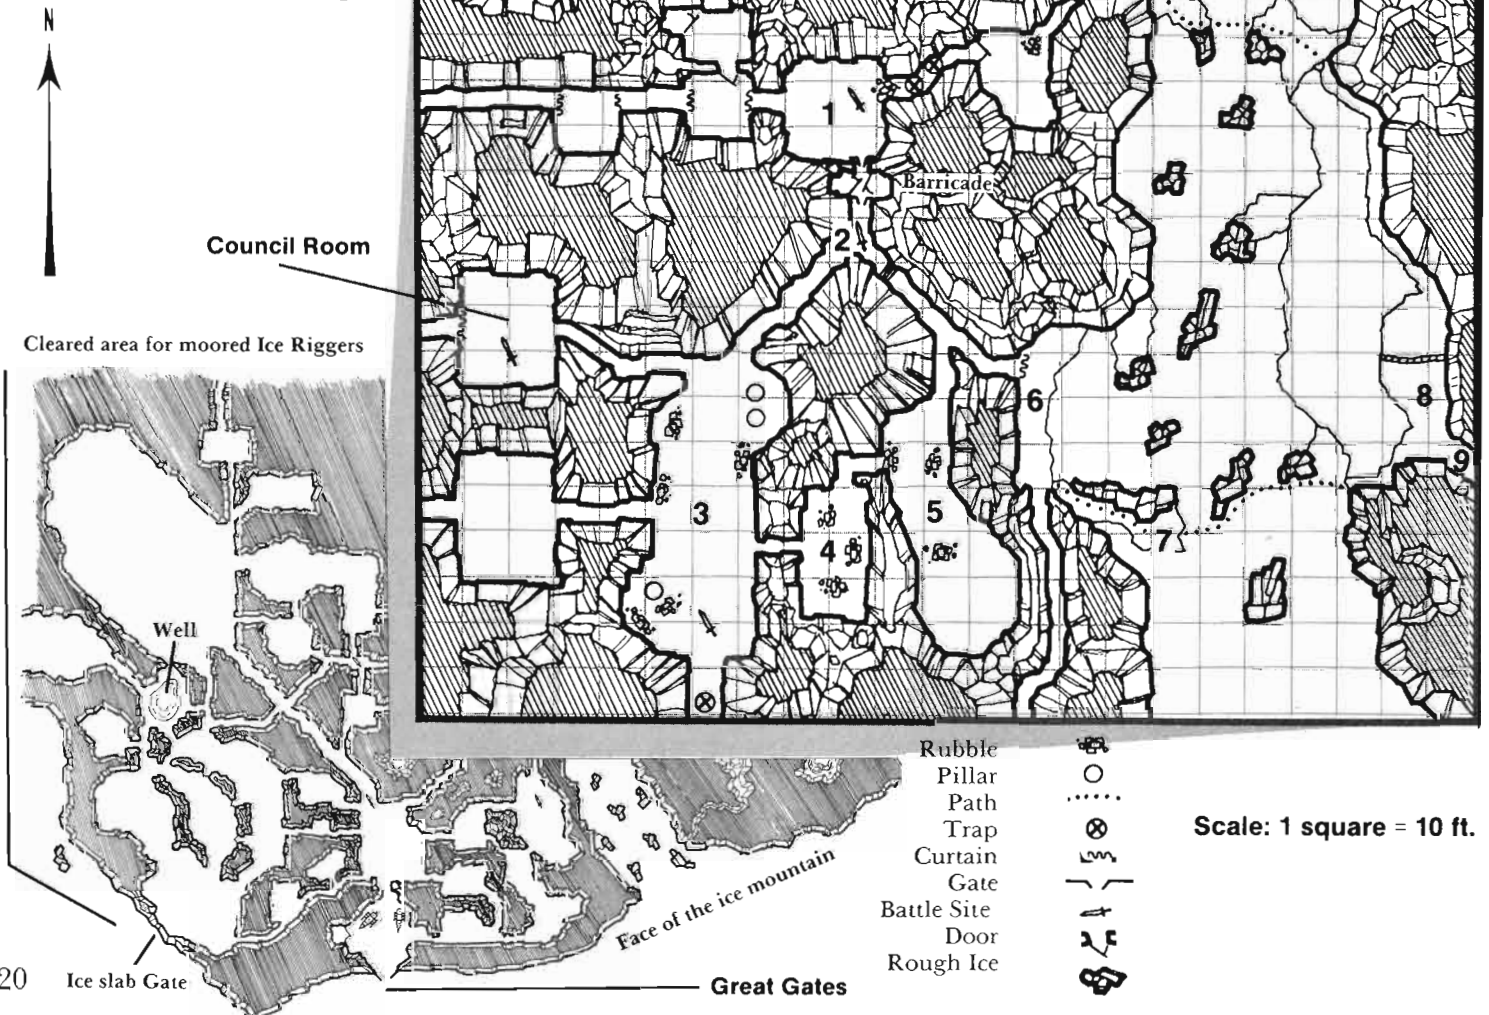 N
1
Barricade
2
Council Room
Cleared area for moored Ice Riggers
6
8
9
3
5
4
7
Well
Rubble
Pillar
Path
Trap
Scale: 1 square = 10 ft.
Curtain
Gate
Battle Site
Door
Rough Ice
Face of the ice mountain
20
Ice slab Gate
Great Gates